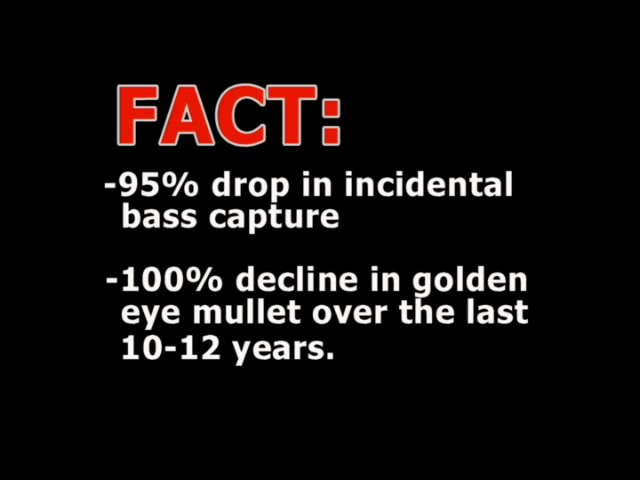 FACT:
-95% drop in incidental
bass capture
-100% decline in golden
eye mullet over the last
10-12 years.